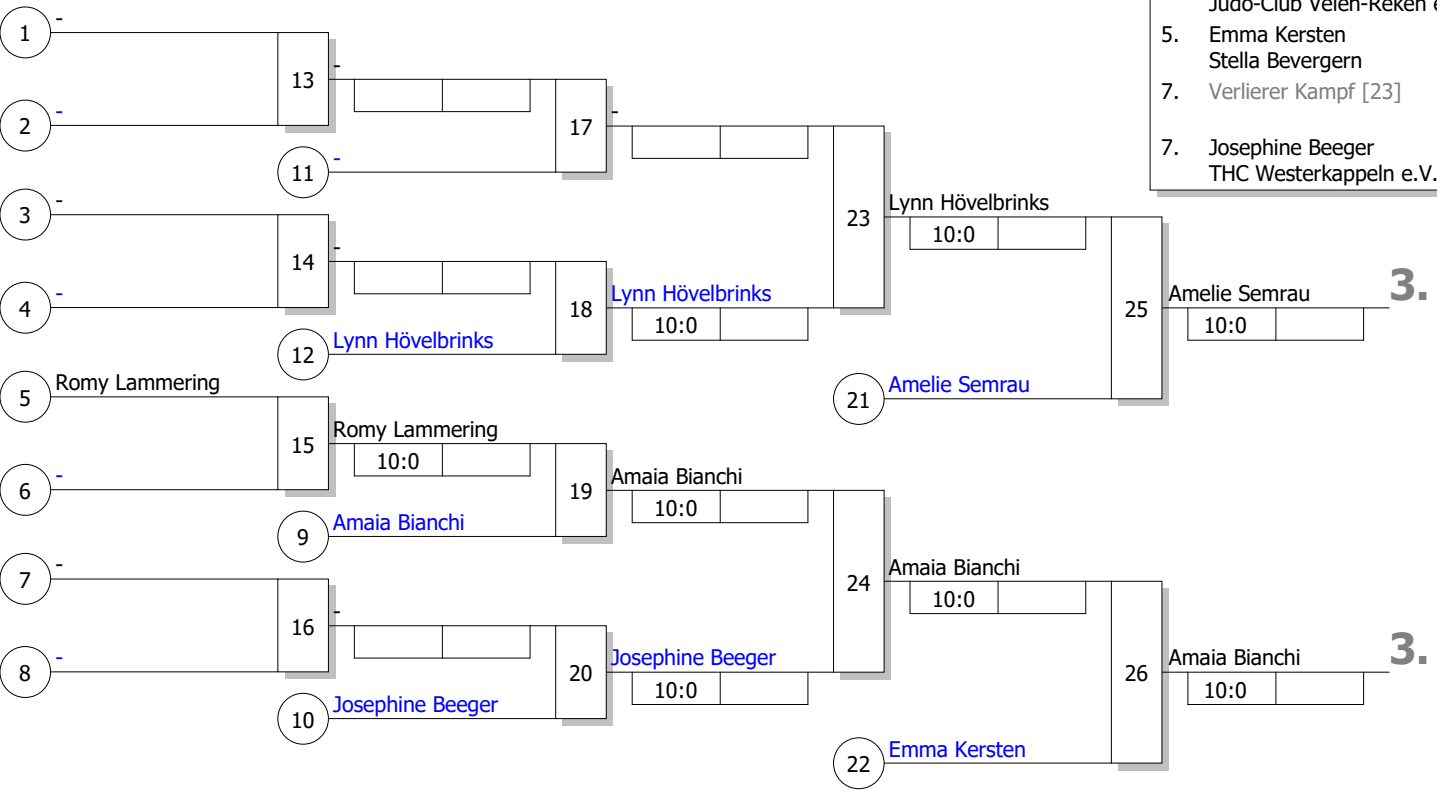 Judo-Club Velen-Reken
5. Emma Kersten
Stella Bevergern
7. Verlierer Kampf [23]
7. Josephine Beeger
THC Westerkappeln e.V.
1 -
13 -
2 -
17 -
11 -
3 -
23 Lynn Hövelbrinks
10:0
14 -
4 -
18 Lynn Hövelbrinks
10:0
25 Amelie Semrau 3.
10:0
12 Lynn Hövelbrinks
5 Romy Lammering
21 Amelie Semrau
15 Romy Lammering
10:0
6 -
19 Amaia Bianchi
10:0
9 Amaia Bianchi
7 -
24 Amaia Bianchi
10:0
16 -
8 -
20 Josephine Beeger
10:0
26 Amaia Bianchi 3.
10:0
10 Josephine Beeger
22 Emma Kersten